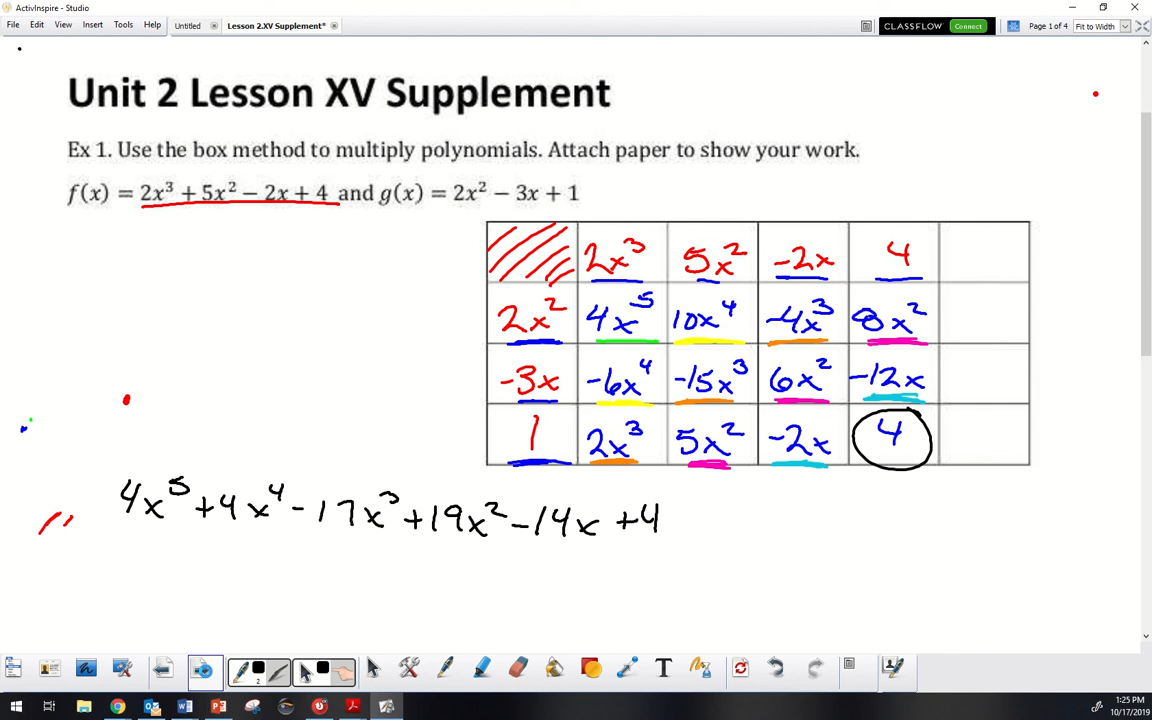 ActivInspire - Studio
File Edit View Insert Tools Help Untitled Lesson 2.XV Supplement* CLASSFLOW Connect Page 1 of 4 Fit to Width
Unit 2 Lesson XV Supplement
Ex 1. Use the box method to multiply polynomials. Attach paper to show your work.
f(x) = 2x³ + 5x² − 2x + 4 and g(x) = 2x² − 3x + 1
2x³ 5x² -2x 4
2x² 4x⁵ 10x⁴ -4x³ 8x²
-3x -6x⁴ -15x³ 6x² -12x
1 2x³ 5x² -2x 4
4x⁵ +4x⁴ -17x³ +19x² -14x +4
2
T
1:25 PM
10/17/2019